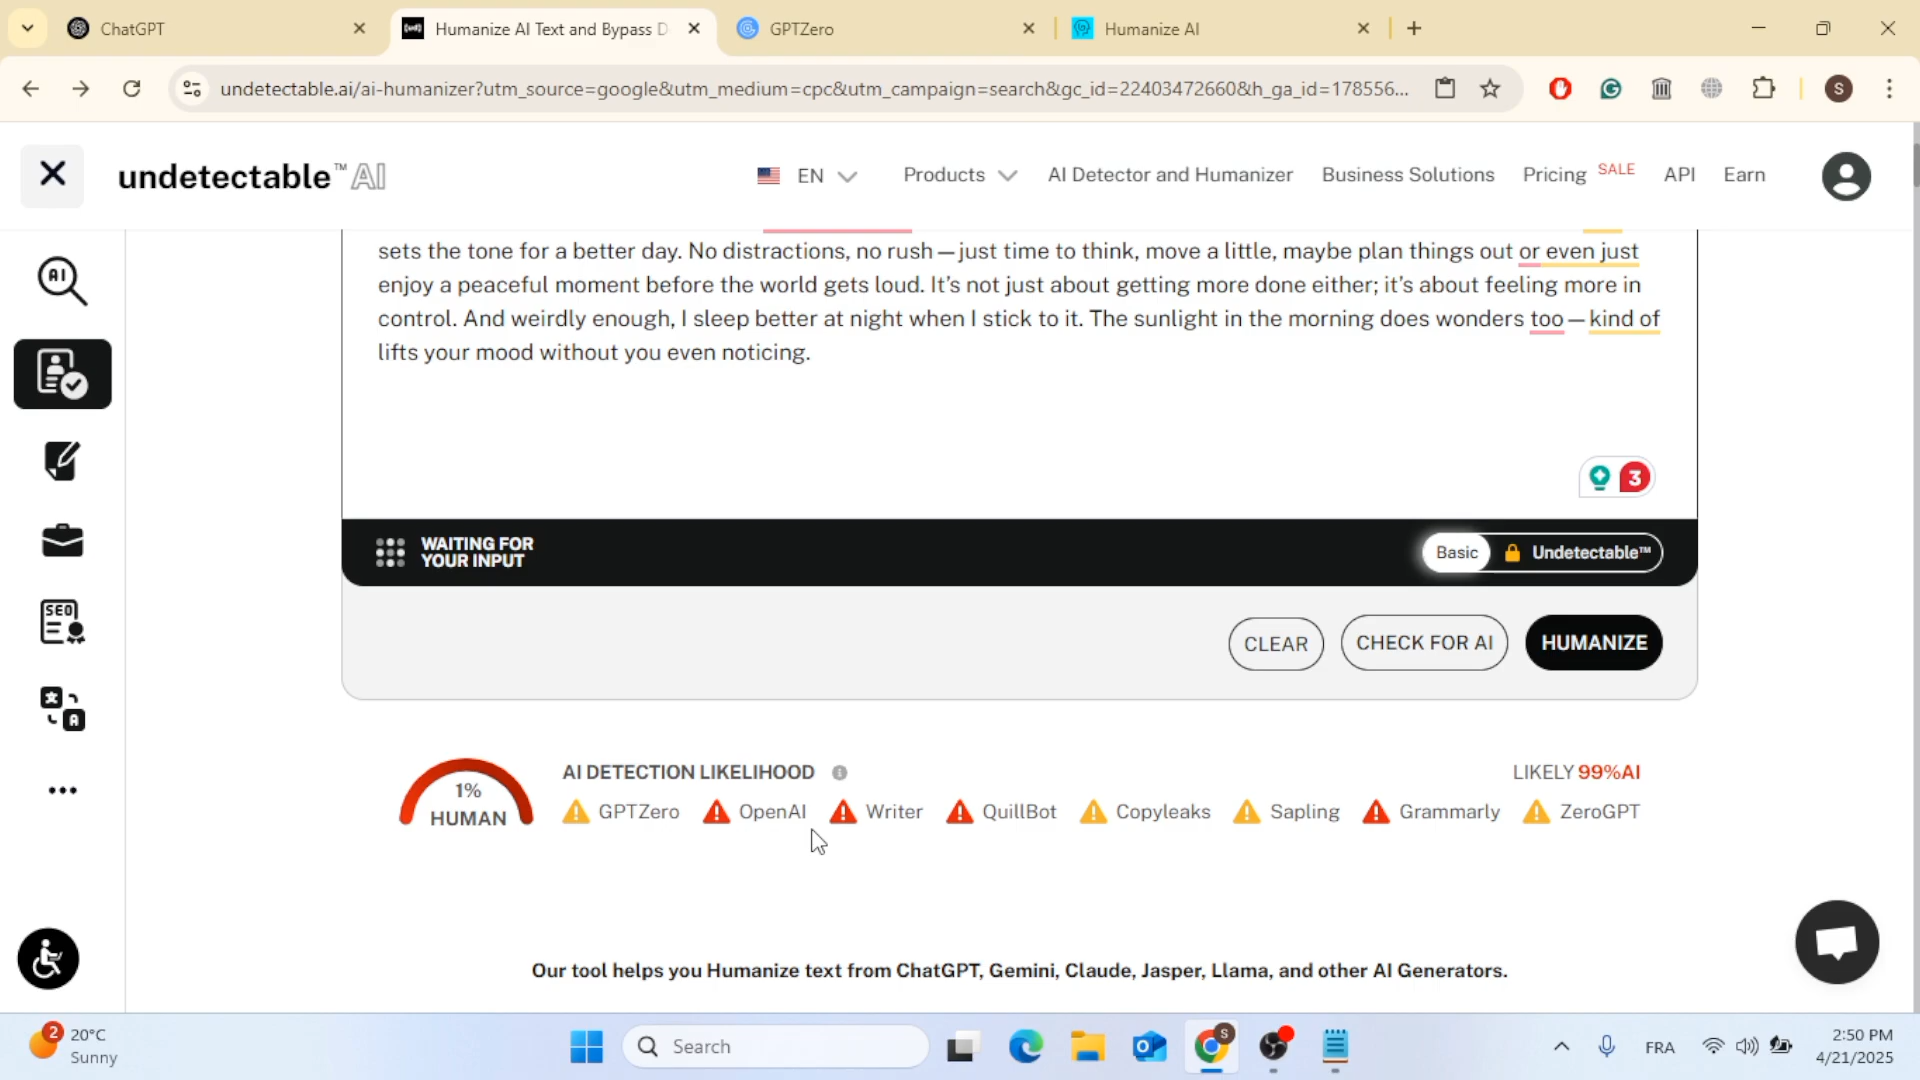 ChatGPT
Humanize AI Text and Bypass D
GPTZero
Humanize AI
undetectable.ai/ai-humanizer?utm_source=google&utm_medium=cpc&utm_campaign=search&gc_id=22403472660&h_ga_id=178556...
S
undetectable™ AI
EN
Products
AI Detector and Humanizer
Business Solutions
Pricing SALE
API
Earn
AI
sets the tone for a better day. No distractions, no rush—just time to think, move a little, maybe plan things out or even just
enjoy a peaceful moment before the world gets loud. It's not just about getting more done either; it's about feeling more in
control. And weirdly enough, I sleep better at night when I stick to it. The sunlight in the morning does wonders too—kind of
lifts your mood without you even noticing.
3
WAITING FOR
YOUR INPUT
Basic
Undetectable™
SEO
CLEAR
CHECK FOR AI
HUMANIZE
A
1%
HUMAN
AI DETECTION LIKELIHOOD
LIKELY 99%AI
GPTZero
OpenAI
Writer
QuillBot
Copyleaks
Sapling
Grammarly
ZeroGPT
Our tool helps you Humanize text from ChatGPT, Gemini, Claude, Jasper, Llama, and other AI Generators.
2
20°C
Sunny
Search
S
FRA
2:50 PM
4/21/2025